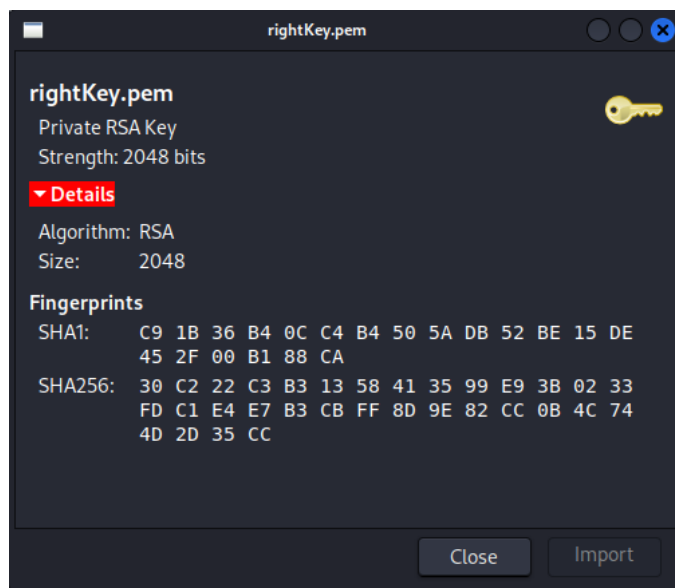 rightKey.pem
rightKey.pem
Private RSA Key
Strength: 2048 bits
Details
Algorithm: RSA
Size: 2048
Fingerprints
SHA1: C9 1B 36 B4 0C C4 B4 50 5A DB 52 BE 15 DE
45 2F 00 B1 88 CA
SHA256: 30 C2 22 C3 B3 13 58 41 35 99 E9 3B 02 33
FD C1 E4 E7 B3 CB FF 8D 9E 82 CC 0B 4C 74
4D 2D 35 CC
Close Import